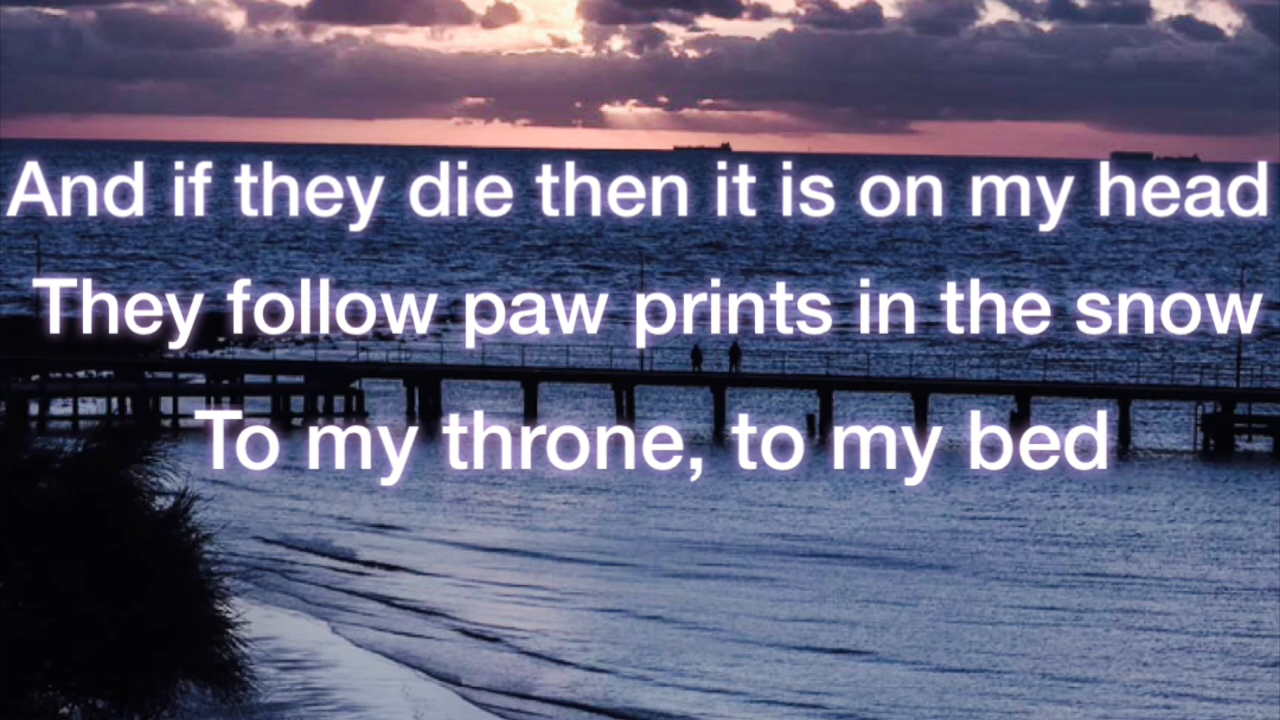 And if they die then it is on my head
They follow paw prints in the snow
To my throne, to my bed